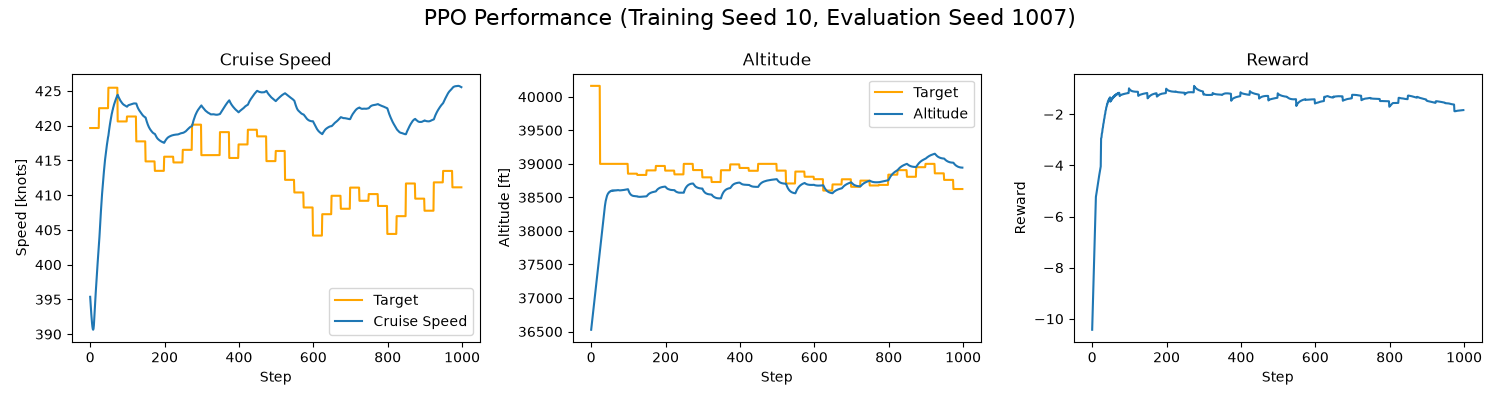 PPO Performance (Training Seed 10, Evaluation Seed 1007)
Cruise Speed
Speed [knots]
425
420
415
410
405
400
395
390
0 200 400 600 800 1000
Step
Target
Cruise Speed
Altitude
Altitude [ft]
40000
39500
39000
38500
38000
37500
37000
36500
0 200 400 600 800 1000
Step
Target
Altitude
Reward
Reward
−2
−4
−6
−8
−10
0 200 400 600 800 1000
Step